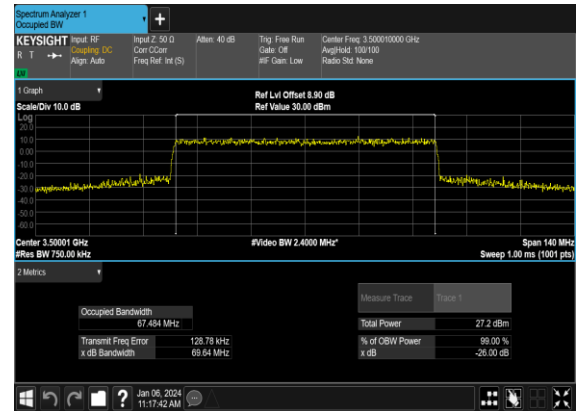 Spectrum Analyzer 1
Occupied BW
KEYSIGHT
R T
Input: RF
Coupling: DC
Align: Auto
Input Z: 50 Ω
Corr CCorr
Freq Ref: Int (S)
Atten: 40 dB
Trig: Free Run
Gate: Off
#IF Gain: Low
Center Freq: 3.500010000 GHz
Avg|Hold: 100/100
Radio Std: None
1 Graph
Scale/Div 10.0 dB
Ref Lvl Offset 8.90 dB
Ref Value 30.00 dBm
Log
20.0
10.0
0.00
-10.0
-20.0
-30.0
-40.0
-50.0
-60.0
Center 3.50001 GHz
#Res BW 750.00 kHz
#Video BW 2.4000 MHz*
Span 140 MHz
Sweep 1.00 ms (1001 pts)
2 Metrics
Measure Trace Trace 1
Occupied Bandwidth
67.484 MHz
Total Power 27.2 dBm
Transmit Freq Error 128.78 kHz
% of OBW Power 99.00 %
x dB Bandwidth 69.64 MHz
x dB -26.00 dB
?
Jan 06, 2024
11:17:42 AM